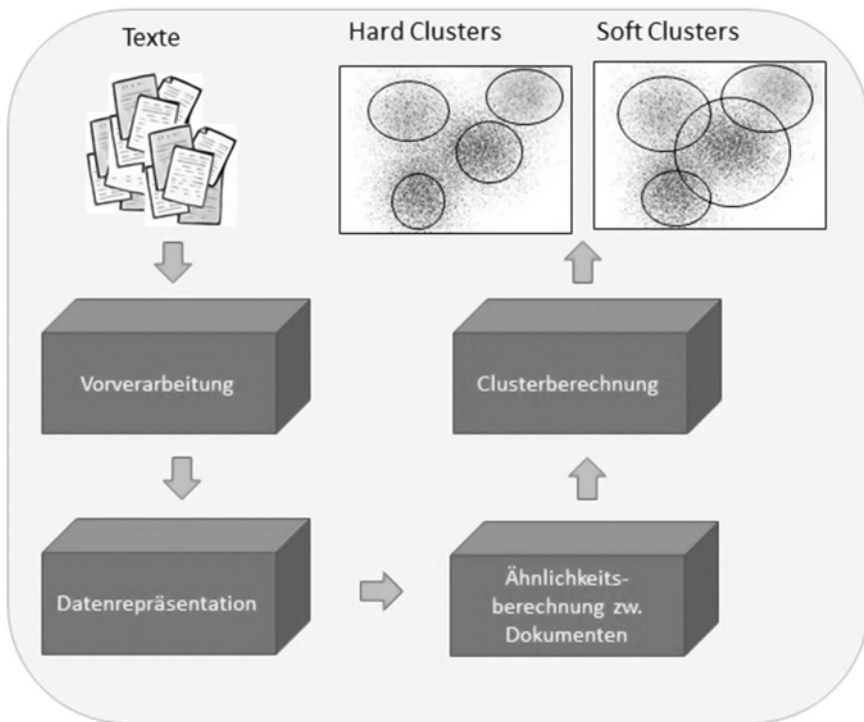 Texte
Hard Clusters
Soft Clusters
Vorverarbeitung
Clusterberechnung
Datenrepräsentation
Ähnlichkeits-
berechnung zw.
Dokumenten